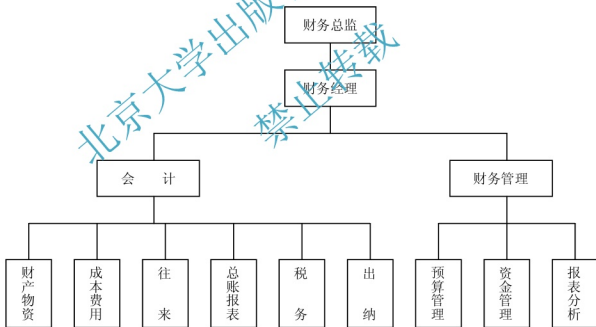 北京大学出版
禁止转载
财务总监
财务经理
会 计
财务管理
财产物资
成本费用
往 来
总账报表
税 务
出 纳
预算管理
资金管理
报表分析